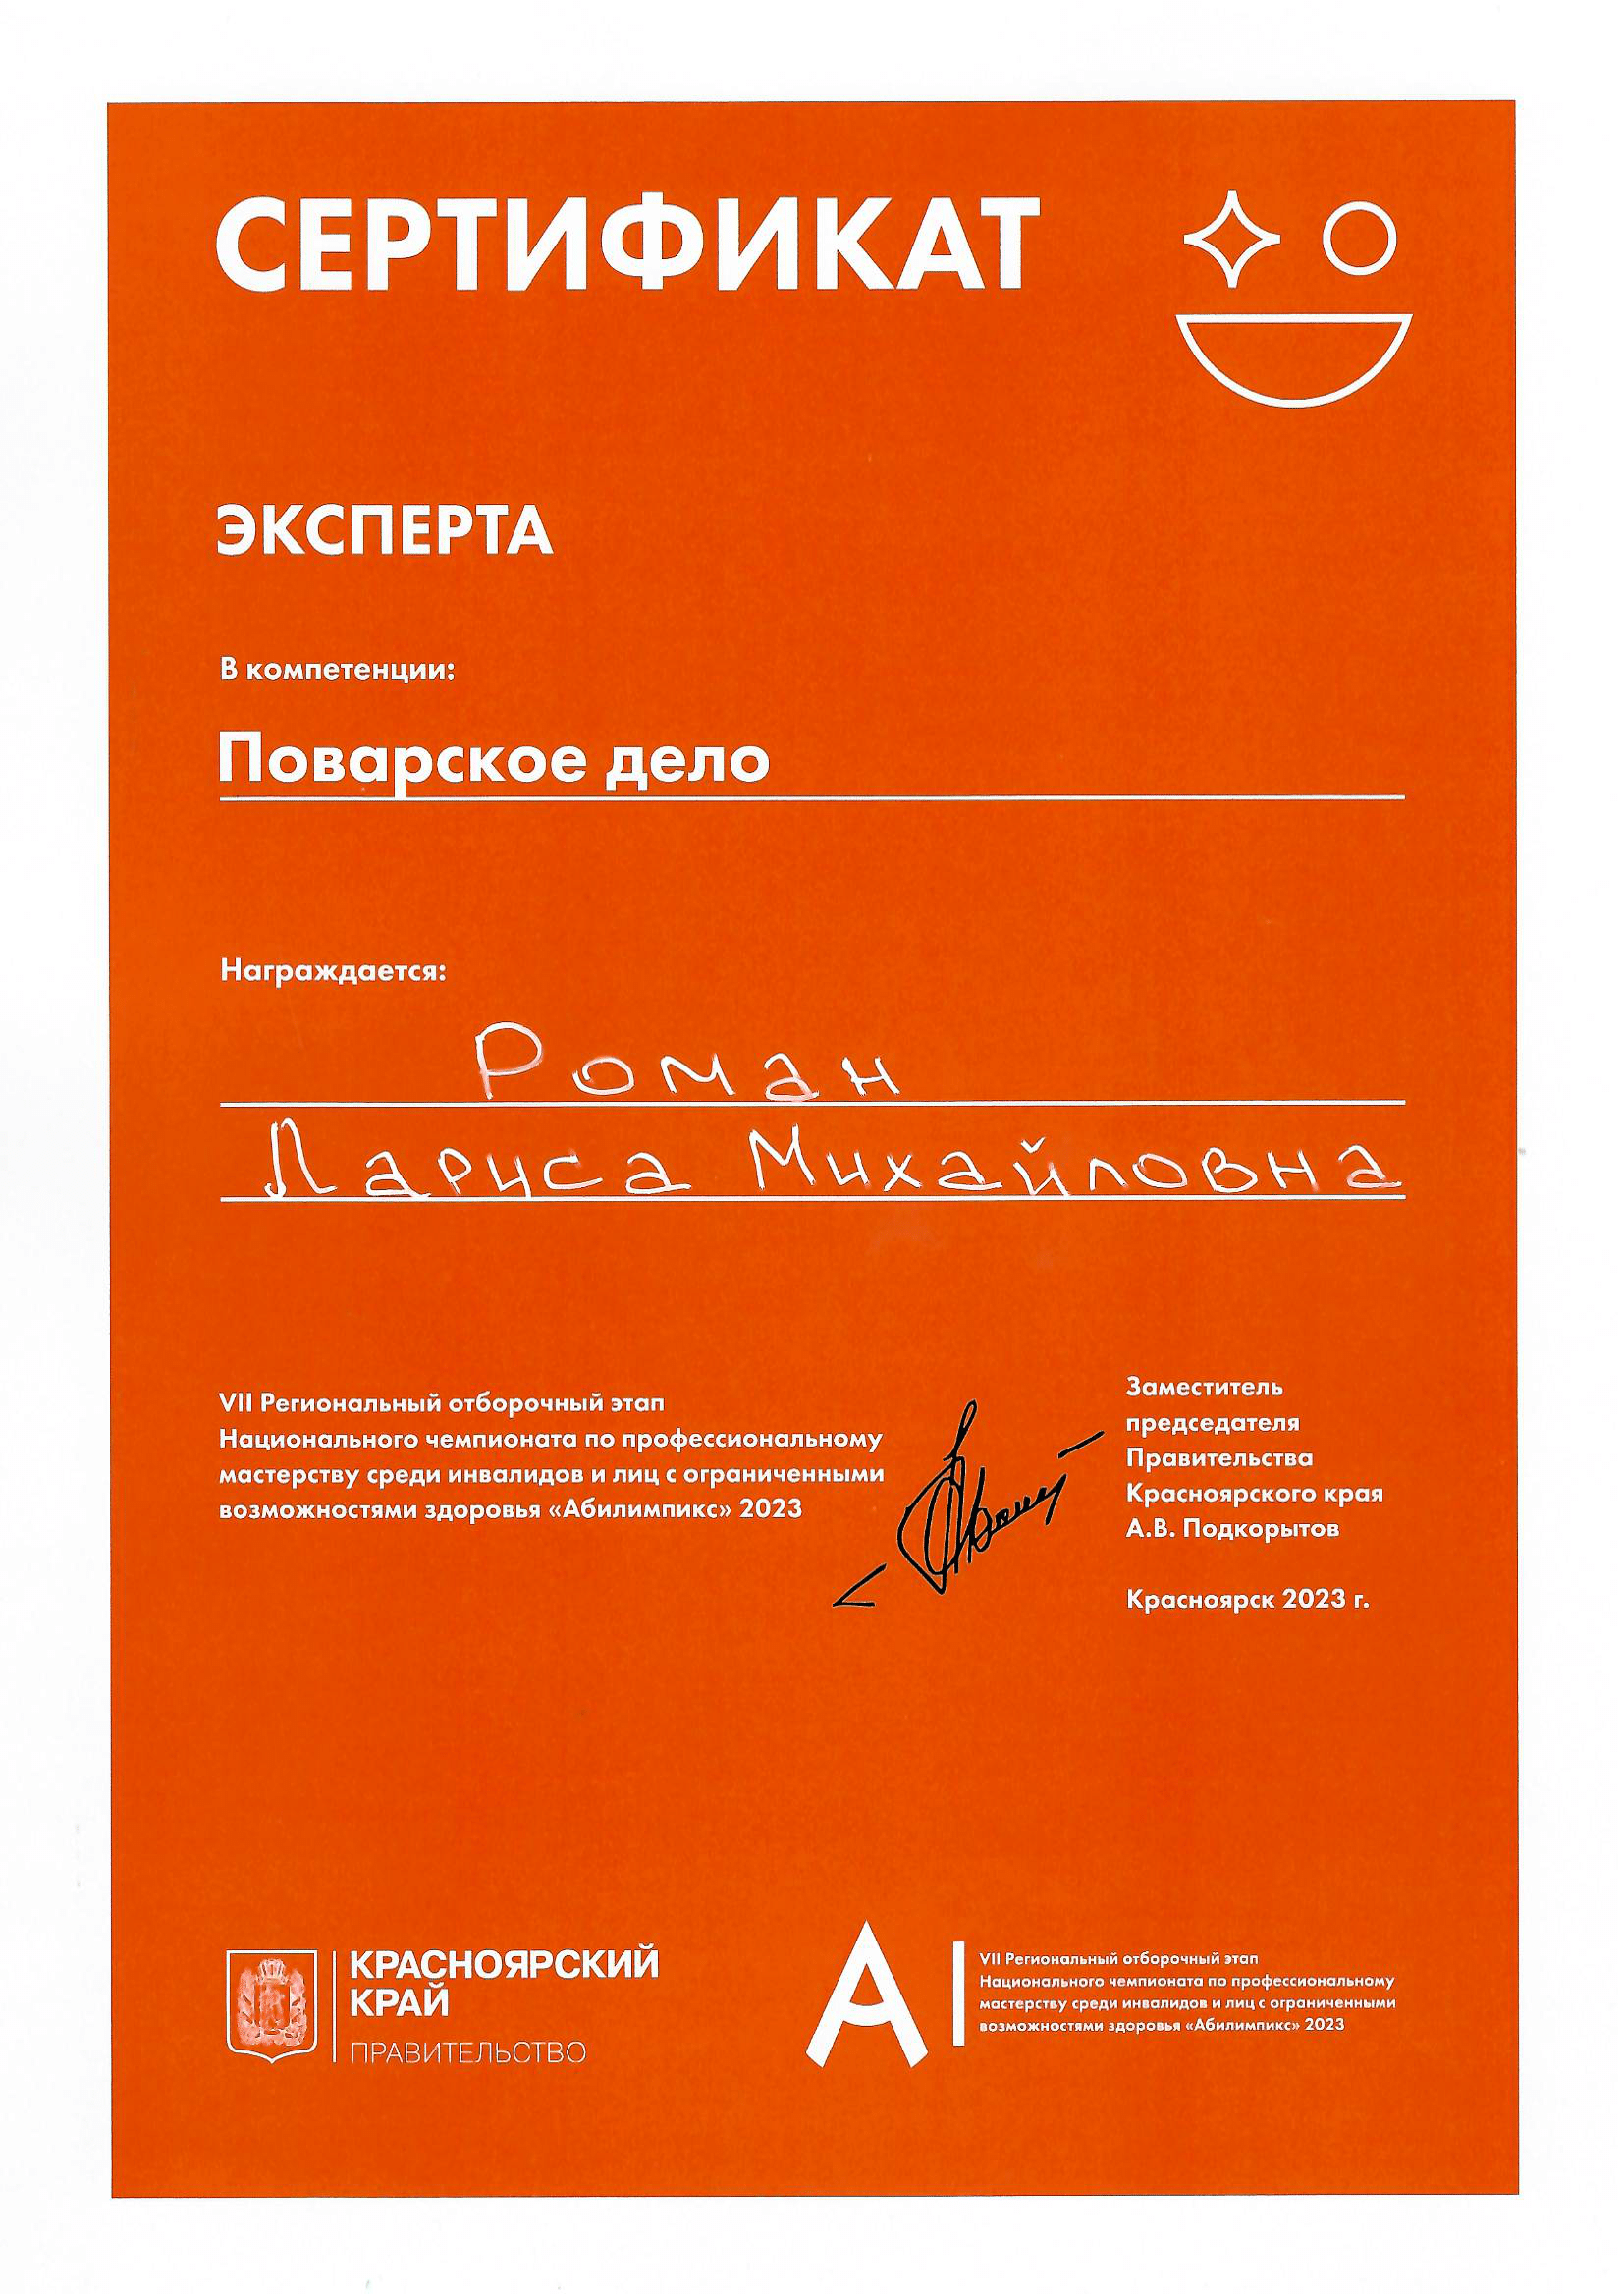 СЕРТИФИКАТ
ЭКСПЕРТА
В компетенции:
Поварское дело
Награждается:
Роман
Лариса Михайловна
VII Региональный отборочный этап
Национального чемпионата по профессиональному
мастерству среди инвалидов и лиц с ограниченными
возможностями здоровья «Абилимпикс» 2023
Заместитель
председателя
Правительства
Красноярского края
А.В. Подкорытов
Красноярск 2023 г.
КРАСНОЯРСКИЙ
КРАЙ
ПРАВИТЕЛЬСТВО
А
VII Региональный отборочный этап
Национального чемпионата по профессиональному
мастерству среди инвалидов и лиц с ограниченными
возможностями здоровья «Абилимпикс» 2023